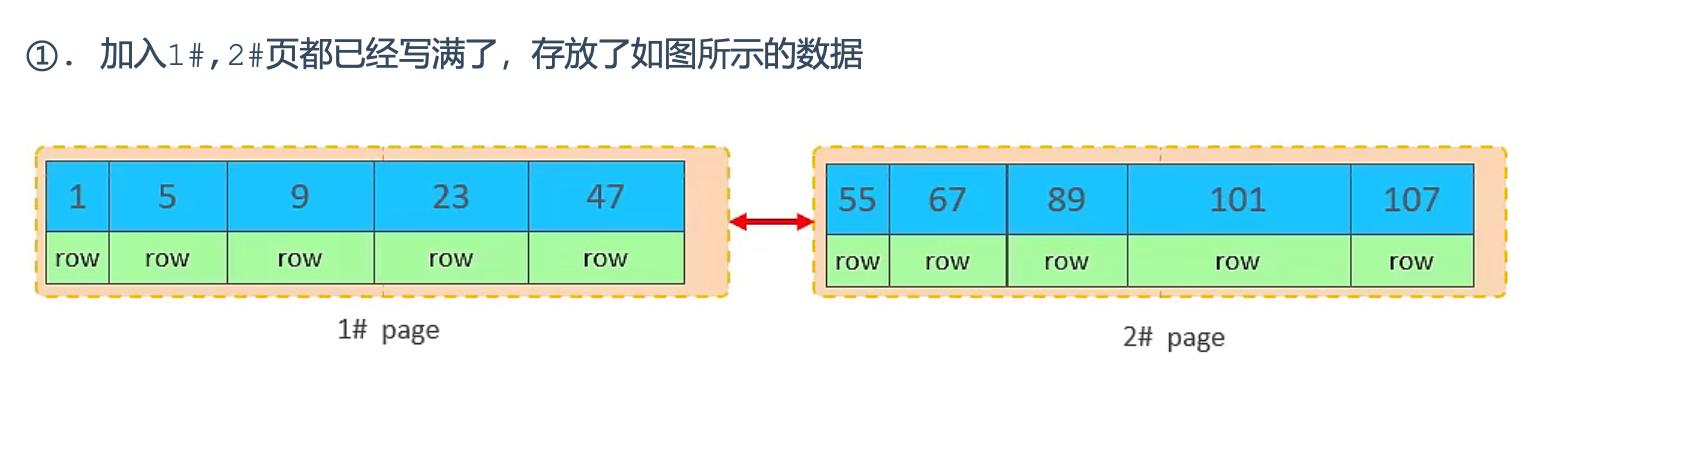 ①. 加入1#,2#页都已经写满了，存放了如图所示的数据
1 5 9 23 47
row row row row row
1# page
55 67 89 101 107
row row row row row
2# page